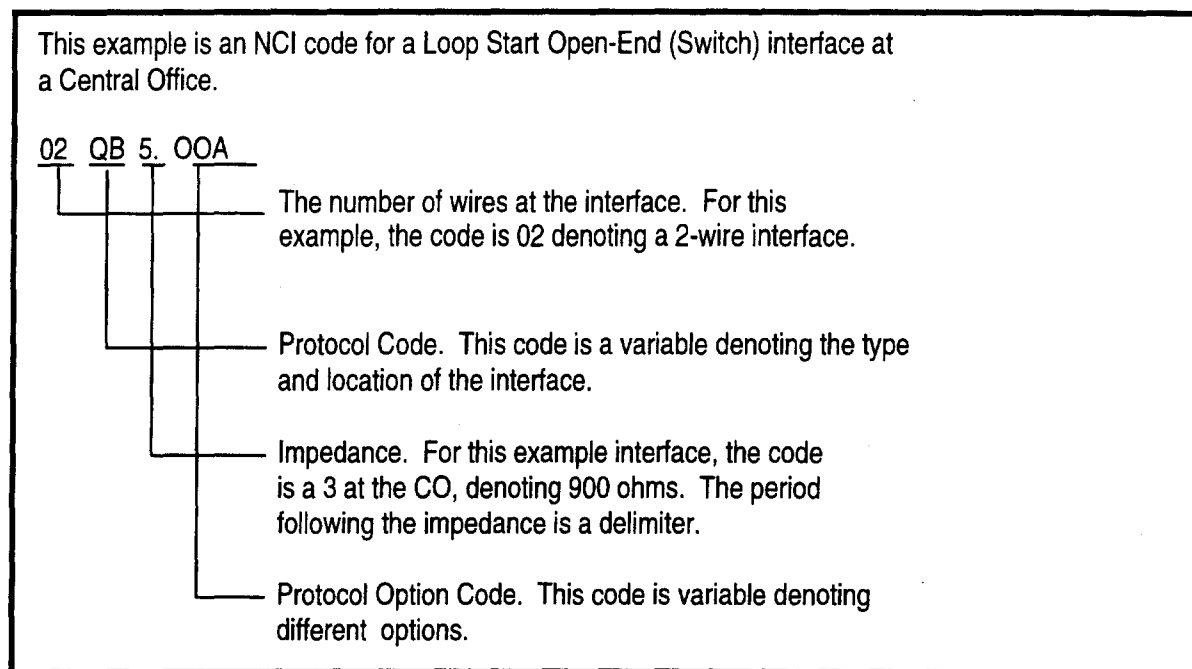 This example is an NCI code for a Loop Start Open-End (Switch) interface at
a Central Office.
02 QB 5. OOA
The number of wires at the interface. For this
example, the code is 02 denoting a 2-wire interface.
Protocol Code. This code is a variable denoting the type
and location of the interface.
Impedance. For this example interface, the code
is a 3 at the CO, denoting 900 ohms. The period
following the impedance is a delimiter.
Protocol Option Code. This code is variable denoting
different options.